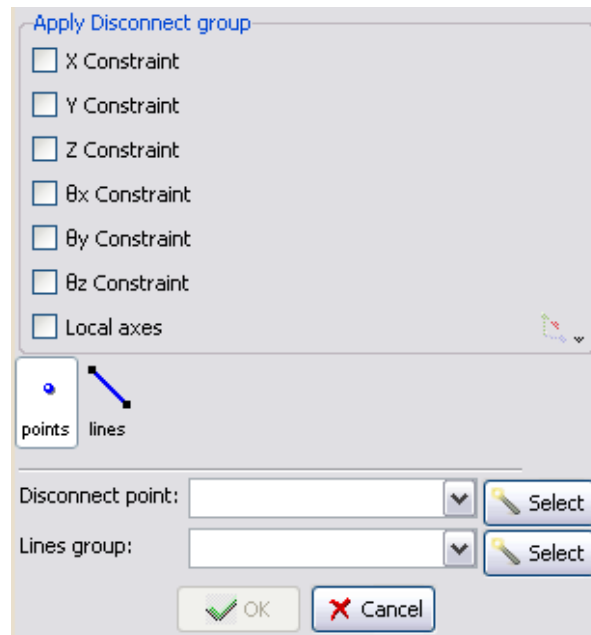 Apply Disconnect group
X Constraint
Y Constraint
Z Constraint
θx Constraint
θy Constraint
θz Constraint
Local axes
points lines
Disconnect point: Select
Lines group: Select
OK Cancel